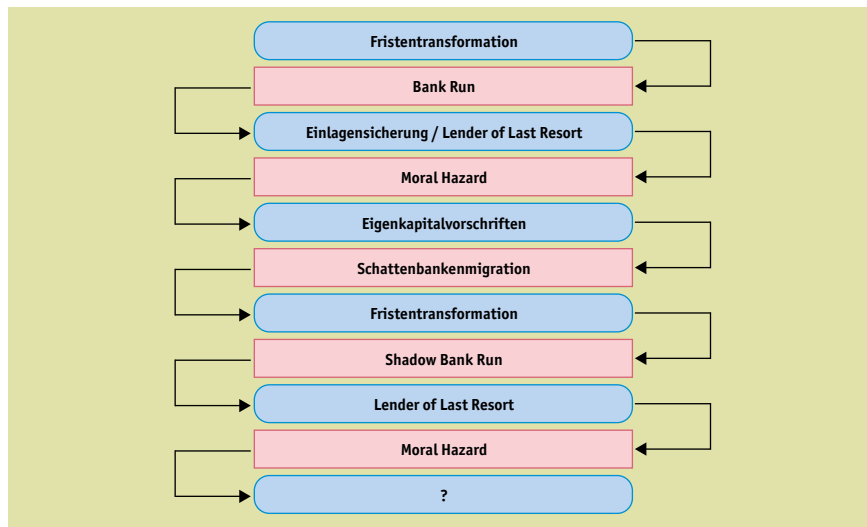 Fristentransformation
Bank Run
Einlagensicherung / Lender of Last Resort
Moral Hazard
Eigenkapitalvorschriften
Schattenbankenmigration
Fristentransformation
Shadow Bank Run
Lender of Last Resort
Moral Hazard
?